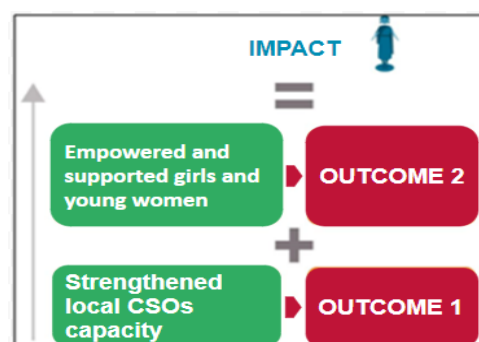 IMPACT
=
Empowered and
supported girls and
young women
OUTCOME 2
+
Strengthened
local CSOs
capacity
OUTCOME 1